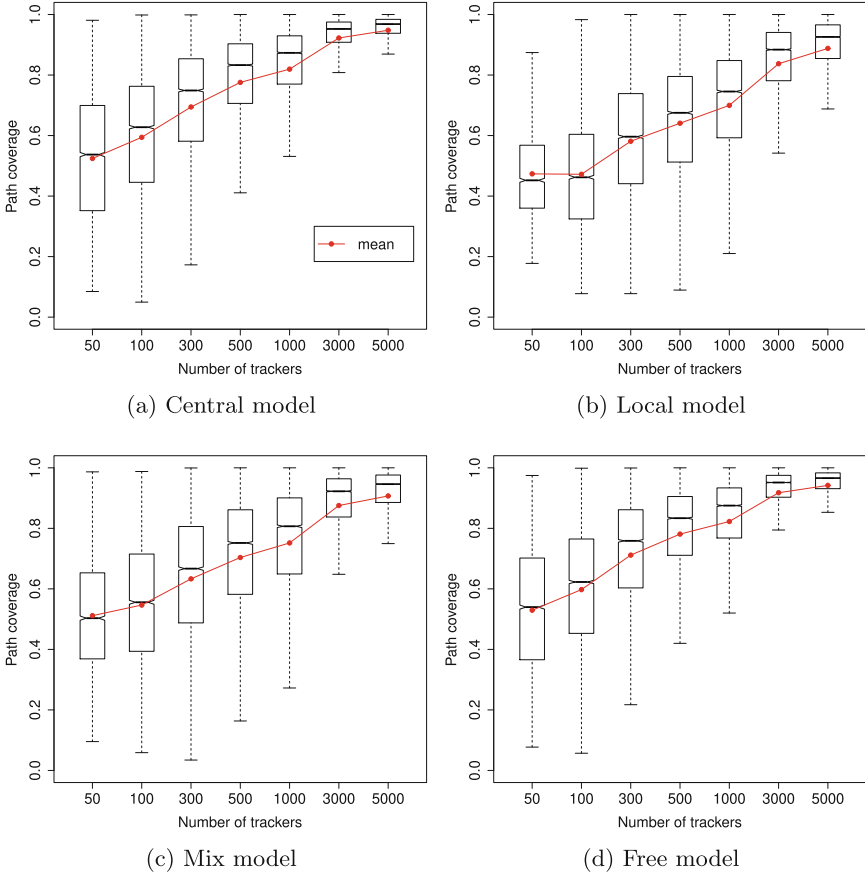 Path coverage
1.0
0.8
0.6
0.4
0.2
0.0
mean
50 100 300 500 1000 3000 5000
Number of trackers
(a) Central model
Path coverage
1.0
0.8
0.6
0.4
0.2
0.0
50 100 300 500 1000 3000 5000
Number of trackers
(b) Local model
Path coverage
1.0
0.8
0.6
0.4
0.2
0.0
50 100 300 500 1000 3000 5000
Number of trackers
(c) Mix model
Path coverage
1.0
0.8
0.6
0.4
0.2
0.0
50 100 300 500 1000 3000 5000
Number of trackers
(d) Free model